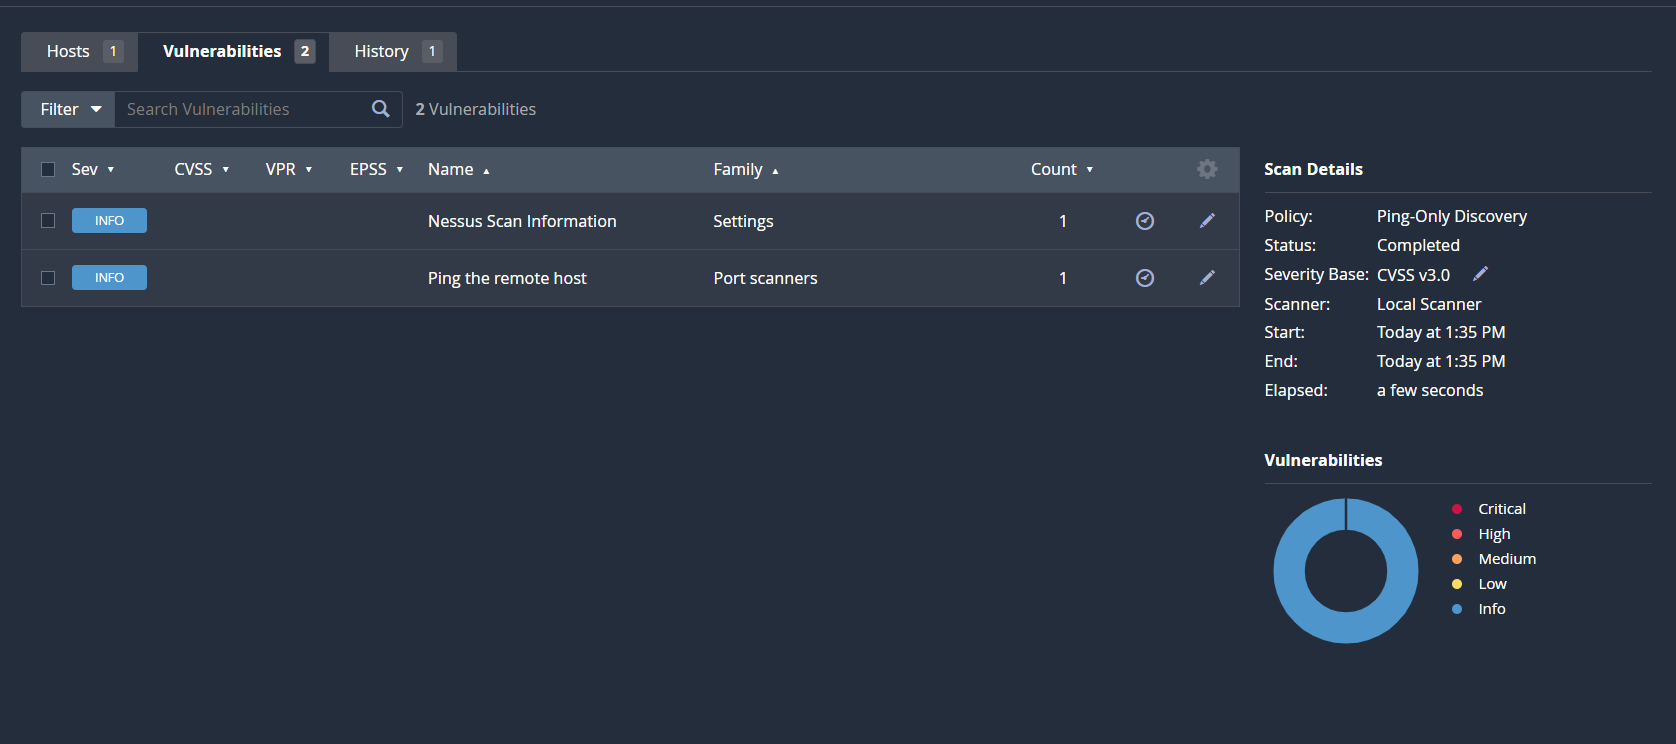 Hosts 1 Vulnerabilities 2 History 1
Filter Search Vulnerabilities 2 Vulnerabilities
Sev CVSS VPR EPSS Name Family Count
INFO Nessus Scan Information Settings 1
INFO Ping the remote host Port scanners 1
Scan Details
Policy: Ping-Only Discovery
Status: Completed
Severity Base: CVSS v3.0
Scanner: Local Scanner
Start: Today at 1:35 PM
End: Today at 1:35 PM
Elapsed: a few seconds
Vulnerabilities
Critical
High
Medium
Low
Info